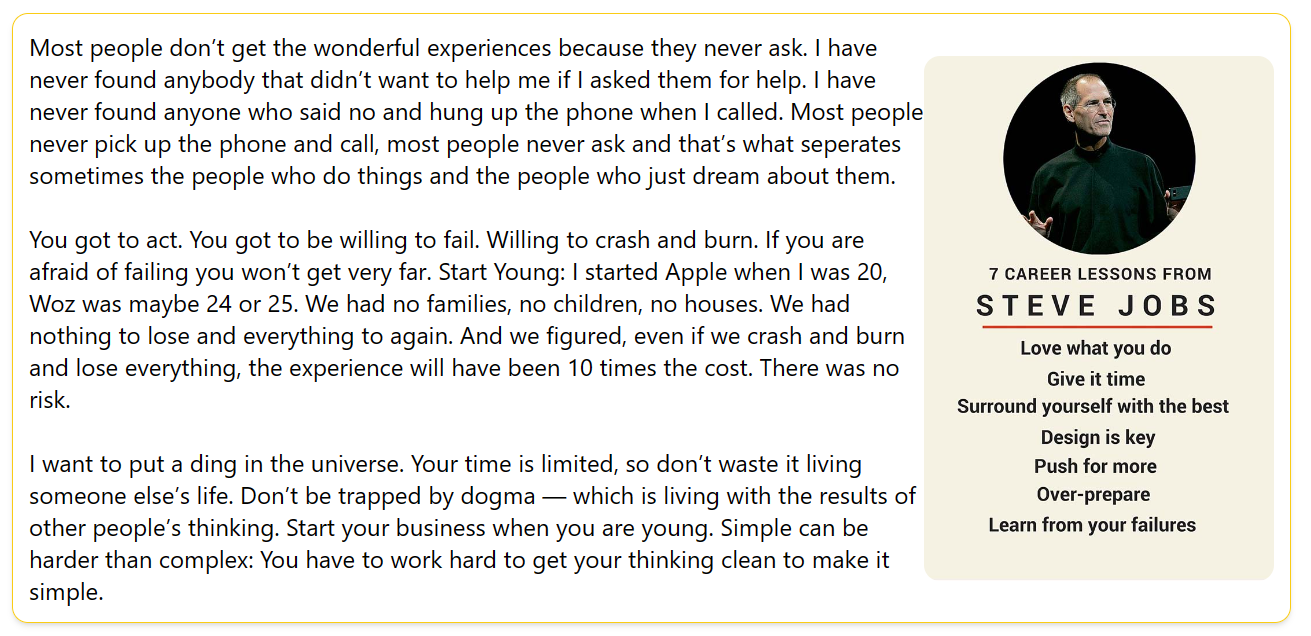 Most people don’t get the wonderful experiences because they never ask. I have
never found anybody that didn’t want to help me if I asked them for help. I have
never found anyone who said no and hung up the phone when I called. Most people
never pick up the phone and call, most people never ask and that’s what seperates
sometimes the people who do things and the people who just dream about them.
You got to act. You got to be willing to fail. Willing to crash and burn. If you are
afraid of failing you won’t get very far. Start Young: I started Apple when I was 20,
Woz was maybe 24 or 25. We had no families, no children, no houses. We had
nothing to lose and everything to again. And we figured, even if we crash and burn
and lose everything, the experience will have been 10 times the cost. There was no
risk.
I want to put a ding in the universe. Your time is limited, so don’t waste it living
someone else’s life. Don’t be trapped by dogma — which is living with the results of
other people’s thinking. Start your business when you are young. Simple can be
harder than complex: You have to work hard to get your thinking clean to make it
simple.
7 CAREER LESSONS FROM
STEVE JOBS
Love what you do
Give it time
Surround yourself with the best
Design is key
Push for more
Over-prepare
Learn from your failures